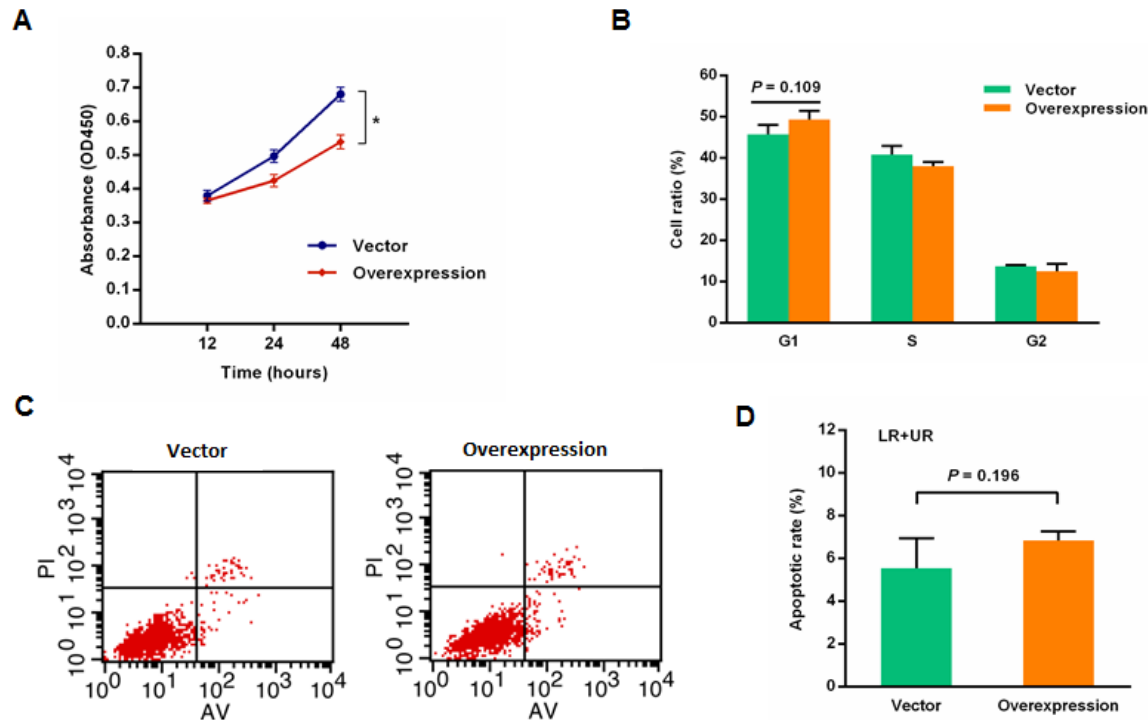 A
0.8
0.7
0.6
0.5
0.4
0.3
0.2
0.1
0.0
Absorbance (OD450)
*
Vector
Overexpression
12 24 48
Time (hours)
B
60
50
40
30
20
10
0
Cell ratio (%)
P = 0.109
Vector
Overexpression
G1 S G2
C
Vector
10^4
10^3
10^2
10^1
10^0
PI
10^0 10^1 10^2 10^3 10^4
AV
Overexpression
10^4
10^3
10^2
10^1
10^0
PI
10^0 10^1 10^2 10^3 10^4
AV
D
12
10
8
6
4
2
0
Apoptotic rate (%)
LR+UR
P = 0.196
Vector Overexpression